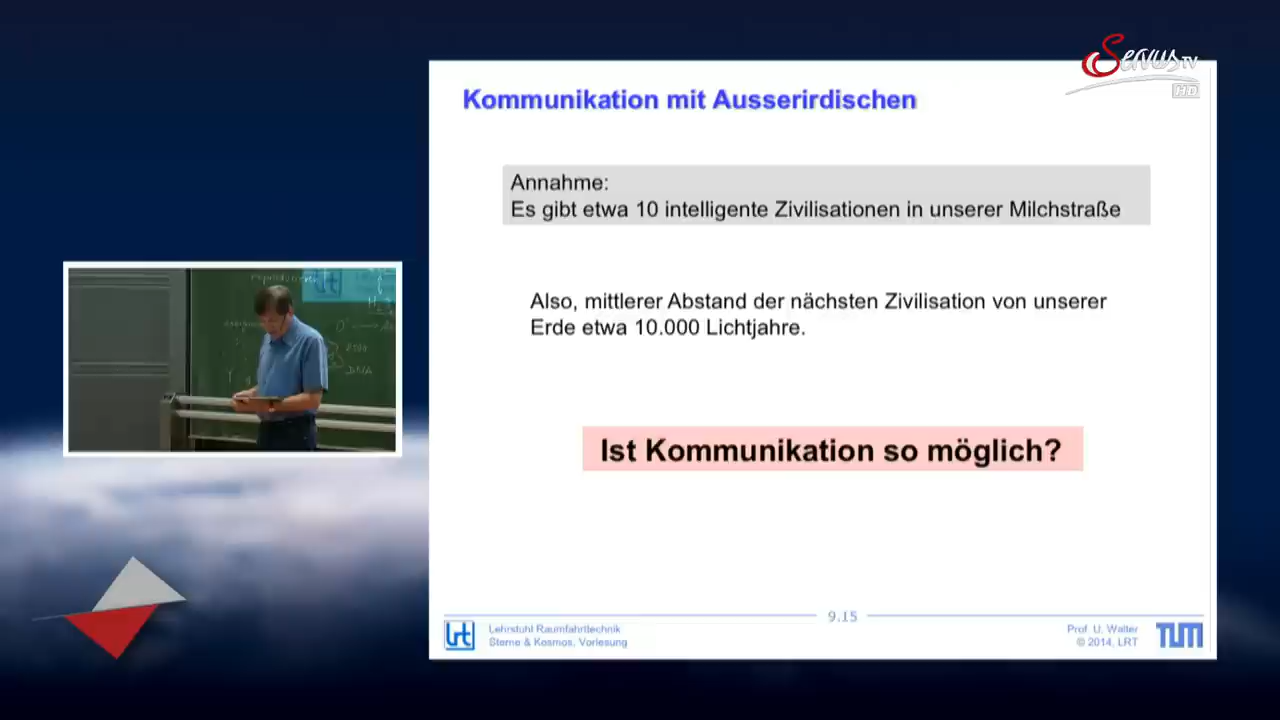 Servus TV
HD
Kommunikation mit Ausserirdischen
Annahme:
Es gibt etwa 10 intelligente Zivilisationen in unserer Milchstraße
Also, mittlerer Abstand der nächsten Zivilisation von unserer
Erde etwa 10.000 Lichtjahre.
Ist Kommunikation so möglich?
9.15
lrt
Lehrstuhl Raumfahrttechnik
Sterne & Kosmos, Vorlesung
Prof. U. Walter
© 2014, LRT
TUM
DNA